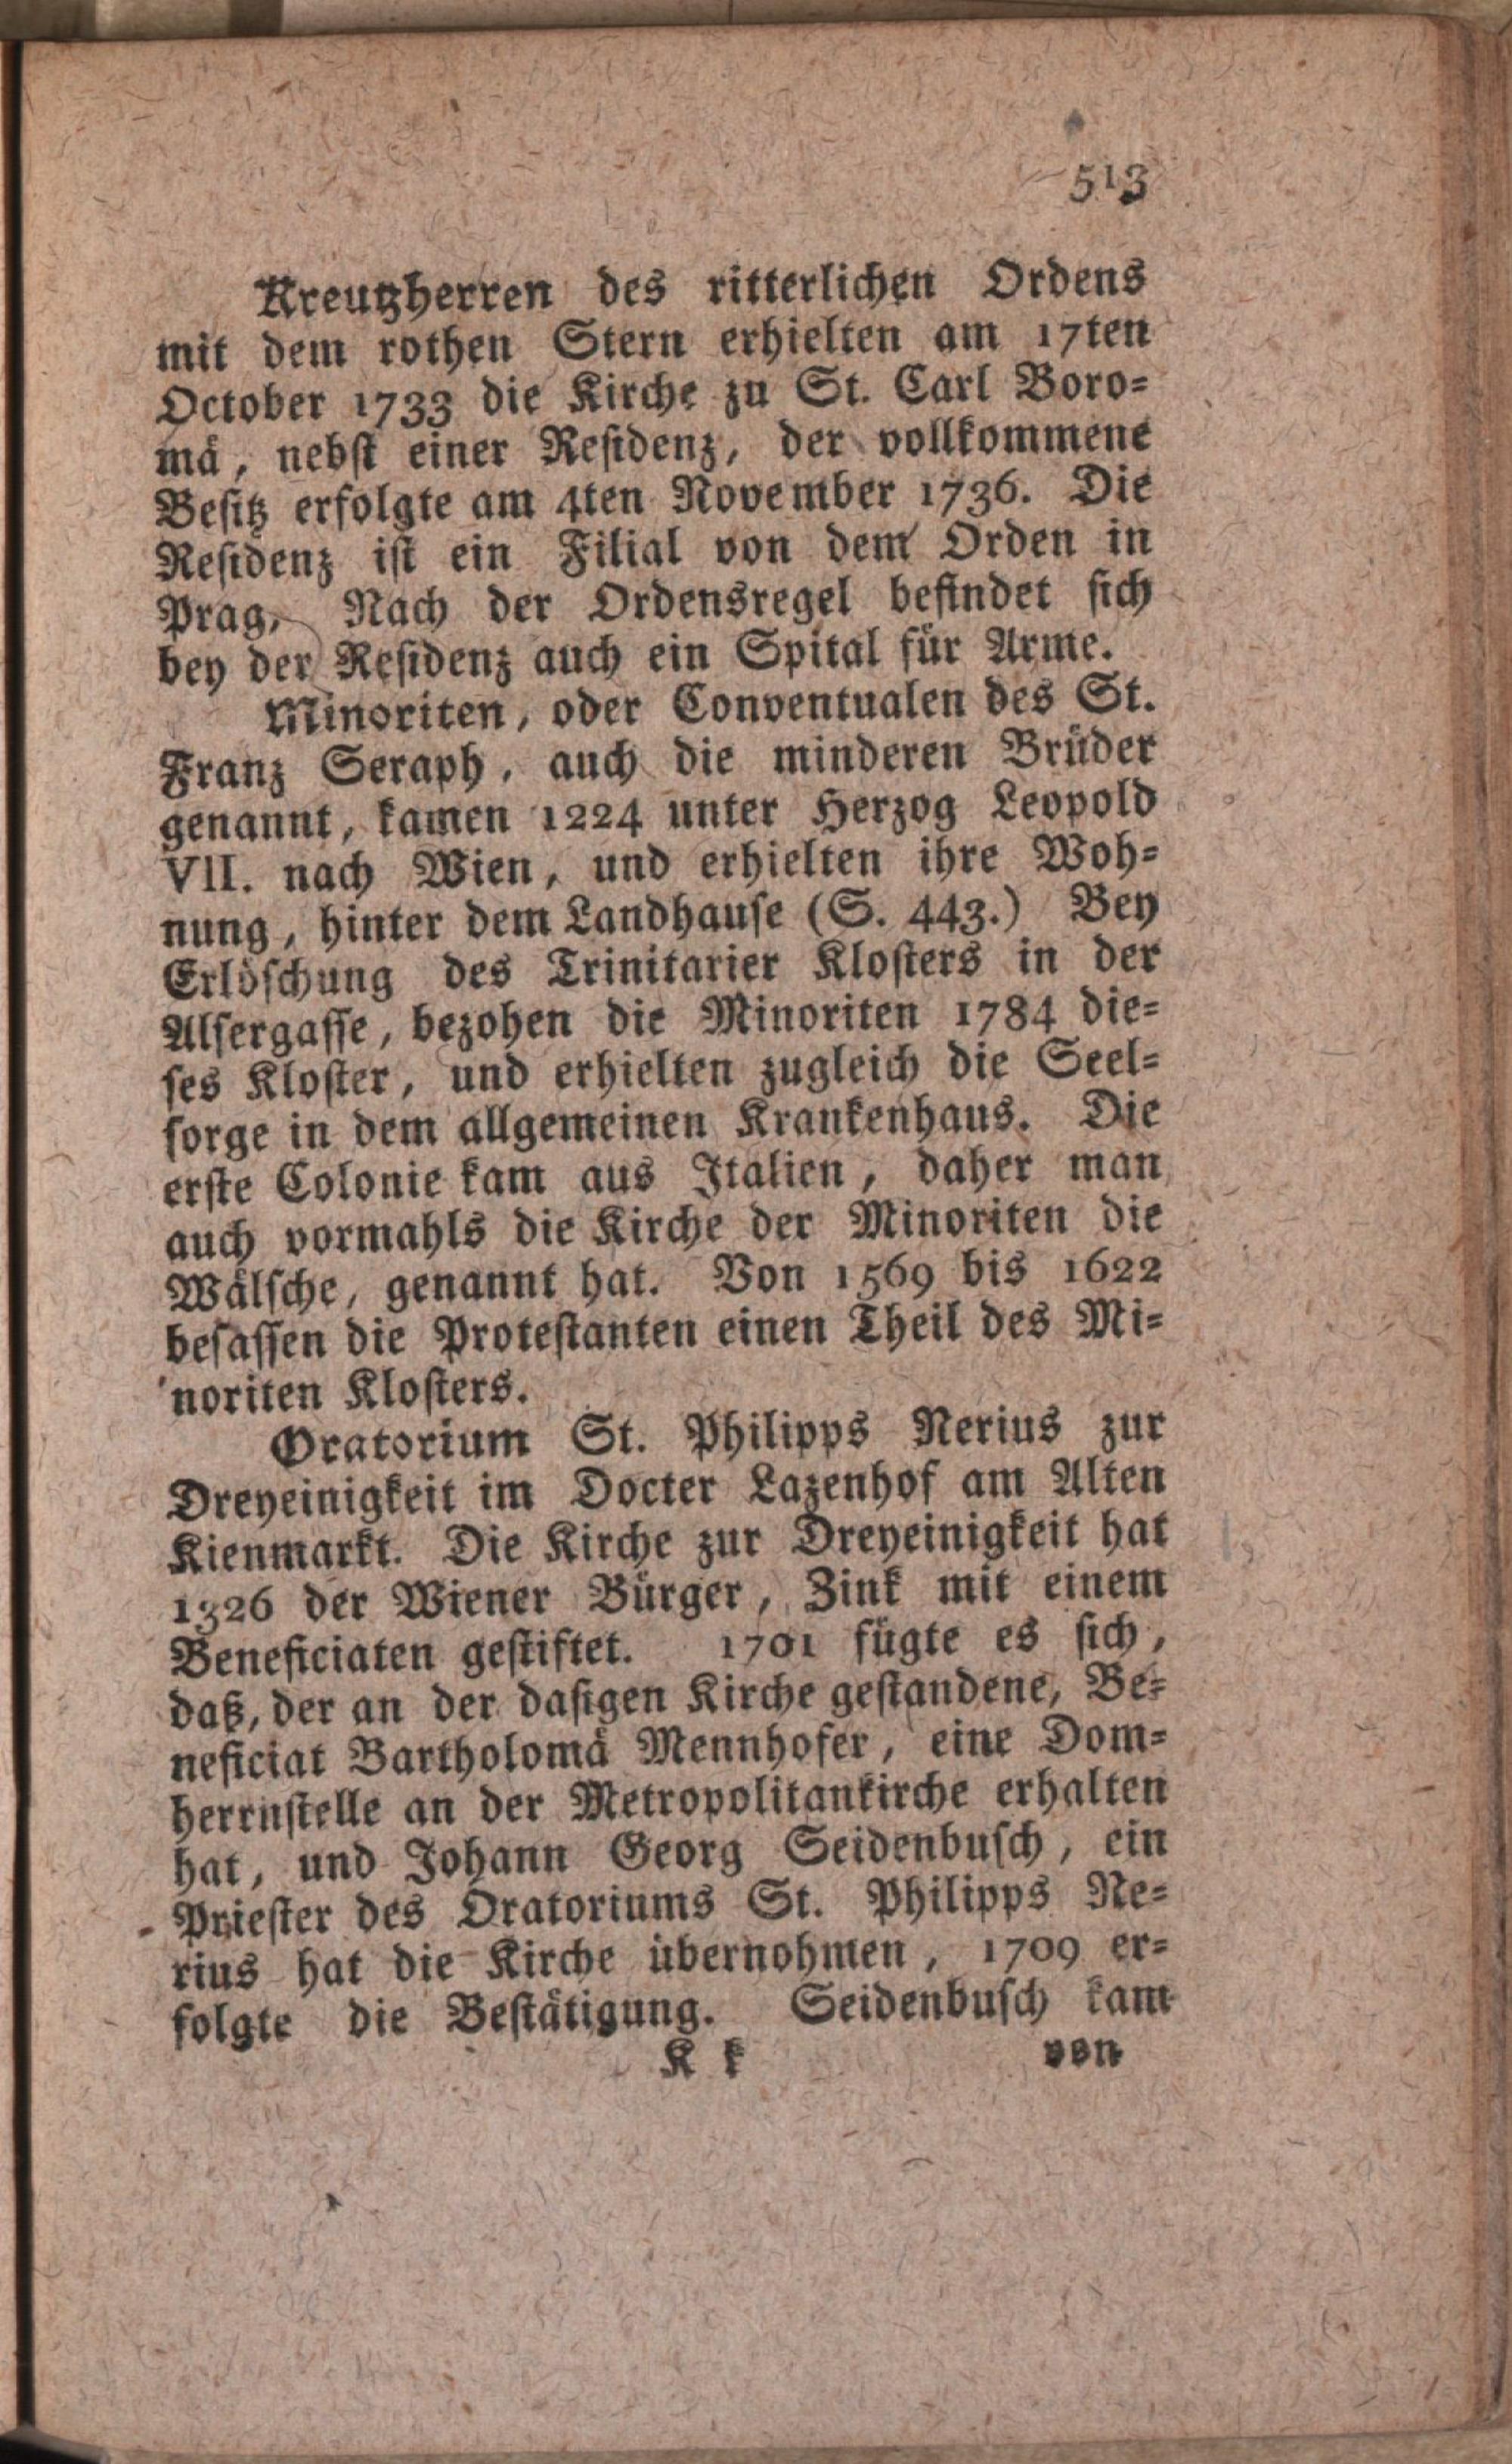 513
Kreutzherren des ritterlichen Ordens
mit dem rothen Stern erhielten am 17ten
October 1733 die Kirche zu St. Carl Boro=
mä, nebst einer Residenz, der vollkommene
Besitz erfolgte am 4ten November 1736. Die
Residenz ist ein Filial von dem Orden in
Prag, Nach der Ordensregel befindet sich
bey der Residenz auch ein Spital für Arme.
Minoriten, oder Conventualen des St.
Franz Seraph, auch die minderen Brüder
genannt, kamen 1224 unter Herzog Leopold
VII. nach Wien, und erhielten ihre Woh=
nung, hinter dem Landhause (S. 443.) Bey
Erlöschung des Trinitarier Klosters in der
Alsergasse, bezohen die Minoriten 1784 die=
ses Kloster, und erhielten zugleich die Seel=
sorge in dem allgemeinen Krankenhaus. Die
erste Colonie kam aus Italien, daher man
auch vormahls die Kirche der Minoriten die
Wälsche, genannt hat. Von 1569 bis 1622
besassen die Protestanten einen Theil des Mi=
noriten Klosters.
Oratorium St. Philipps Nerius zur
Dreyeinigkeit im Docter Lazenhof am Alten
Kienmarkt. Die Kirche zur Dreyeinigkeit hat
1326 der Wiener Bürger, Zink mit einem
Beneficiaten gestiftet. 1701 fügte es sich,
daß, der an der dasigen Kirche gestandene, Be=
neficiat Bartholomä Mennhofer, eine Dom=
herrnstelle an der Metropolitankirche erhalten
hat, und Johann Georg Seidenbusch, ein
Priester des Oratoriums St. Philipps Ne=
rius hat die Kirche übernohmen, 1709 er=
folgte die Bestätigung. Seidenbusch kam
K k von